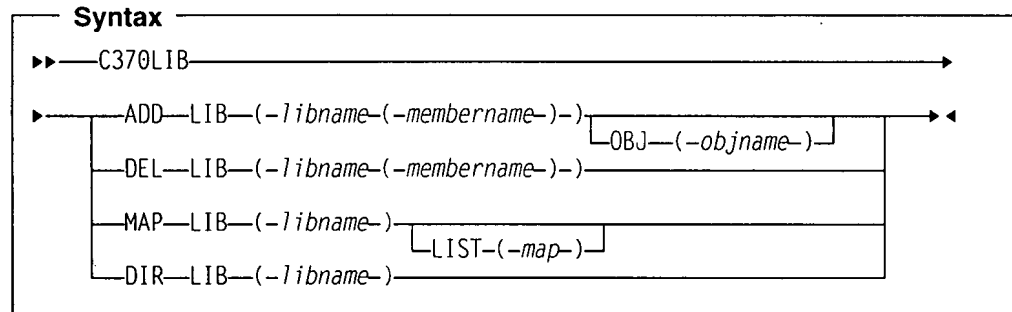 Syntax
C370LIB
ADD LIB (libname(membername))
OBJ (objname)
DEL LIB (libname(membername))
MAP LIB (libname)
LIST (map)
DIR LIB (libname)